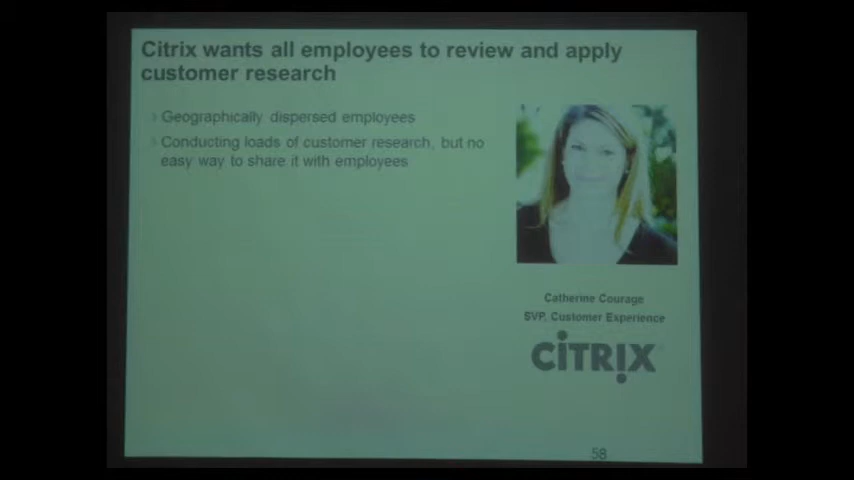 Citrix wants all employees to review and apply
customer research
Geographically dispersed employees
Conducting loads of customer research, but no
easy way to share it with employees
Catherine Courage
SVP, Customer Experience
CITRIX
58